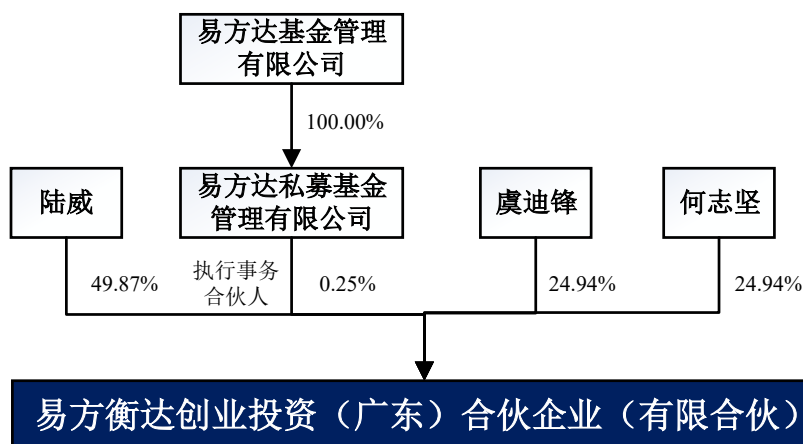 易方达基金管理
有限公司
100.00%
陆威
易方达私募基金
管理有限公司
虞迪锋
何志坚
49.87%
执行事务
合伙人
0.25%
24.94%
24.94%
易方衡达创业投资（广东）合伙企业（有限合伙）